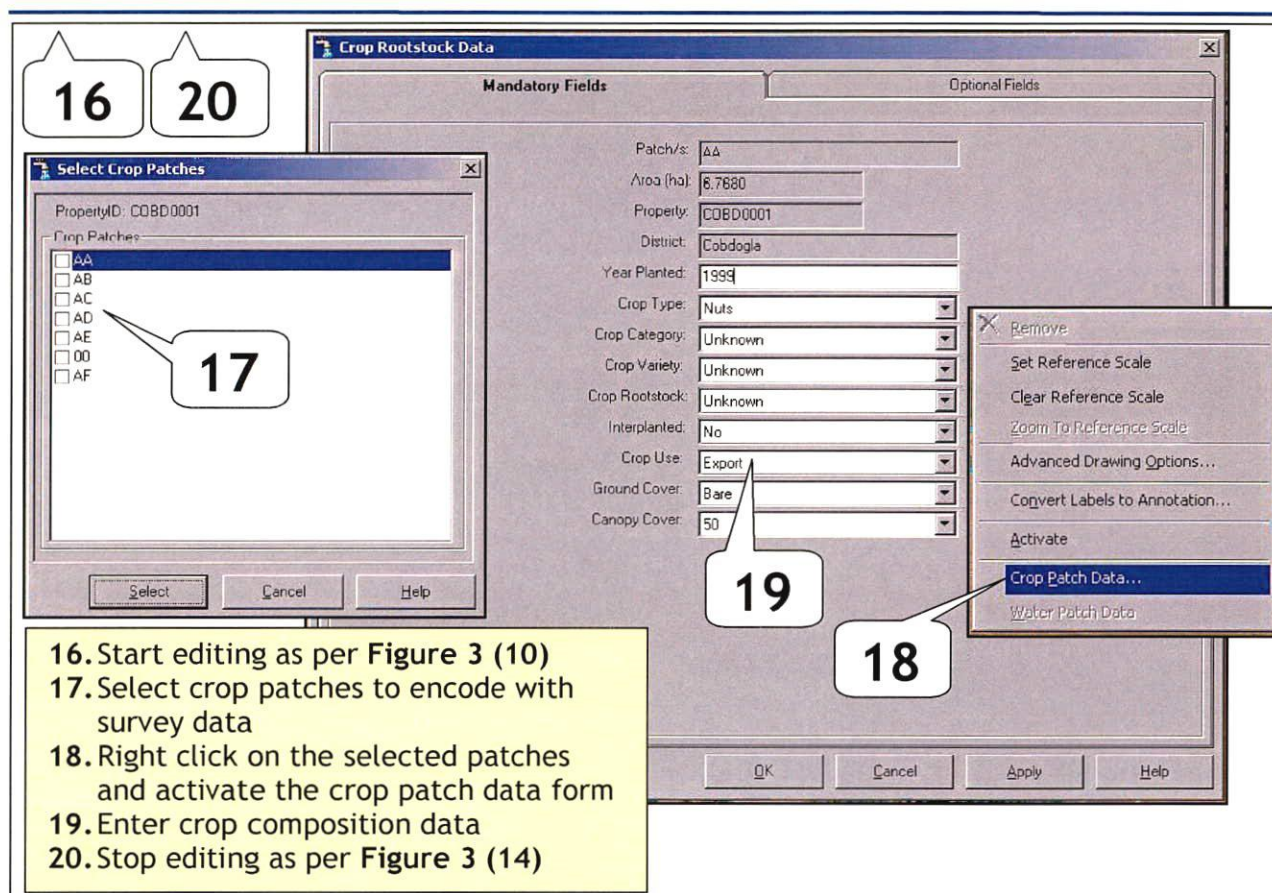 16
20
Crop Rootstock Data
Mandatory Fields
Optional Fields
Patch/s: AA
Area (ha): 6.7680
Property: COBD0001
District: Cobdogla
Year Planted: 1999
Crop Type: Nuts
Crop Category: Unknown
Crop Variety: Unknown
Crop Rootstock: Unknown
Interplanted: No
Crop Use: Export
Ground Cover: Bare
Canopy Cover: 50
19
OK
Cancel
Apply
Help
Select Crop Patches
PropertyID: COBD0001
Crop Patches
AA
AB
AC
AD
AE
00
AF
17
Select
Cancel
Help
Remove
Set Reference Scale
Clear Reference Scale
Zoom To Reference Scale
Advanced Drawing Options...
Convert Labels to Annotation...
Activate
Crop Patch Data...
Water Patch Data
18
16. Start editing as per Figure 3 (10)
17. Select crop patches to encode with
survey data
18. Right click on the selected patches
and activate the crop patch data form
19. Enter crop composition data
20. Stop editing as per Figure 3 (14)